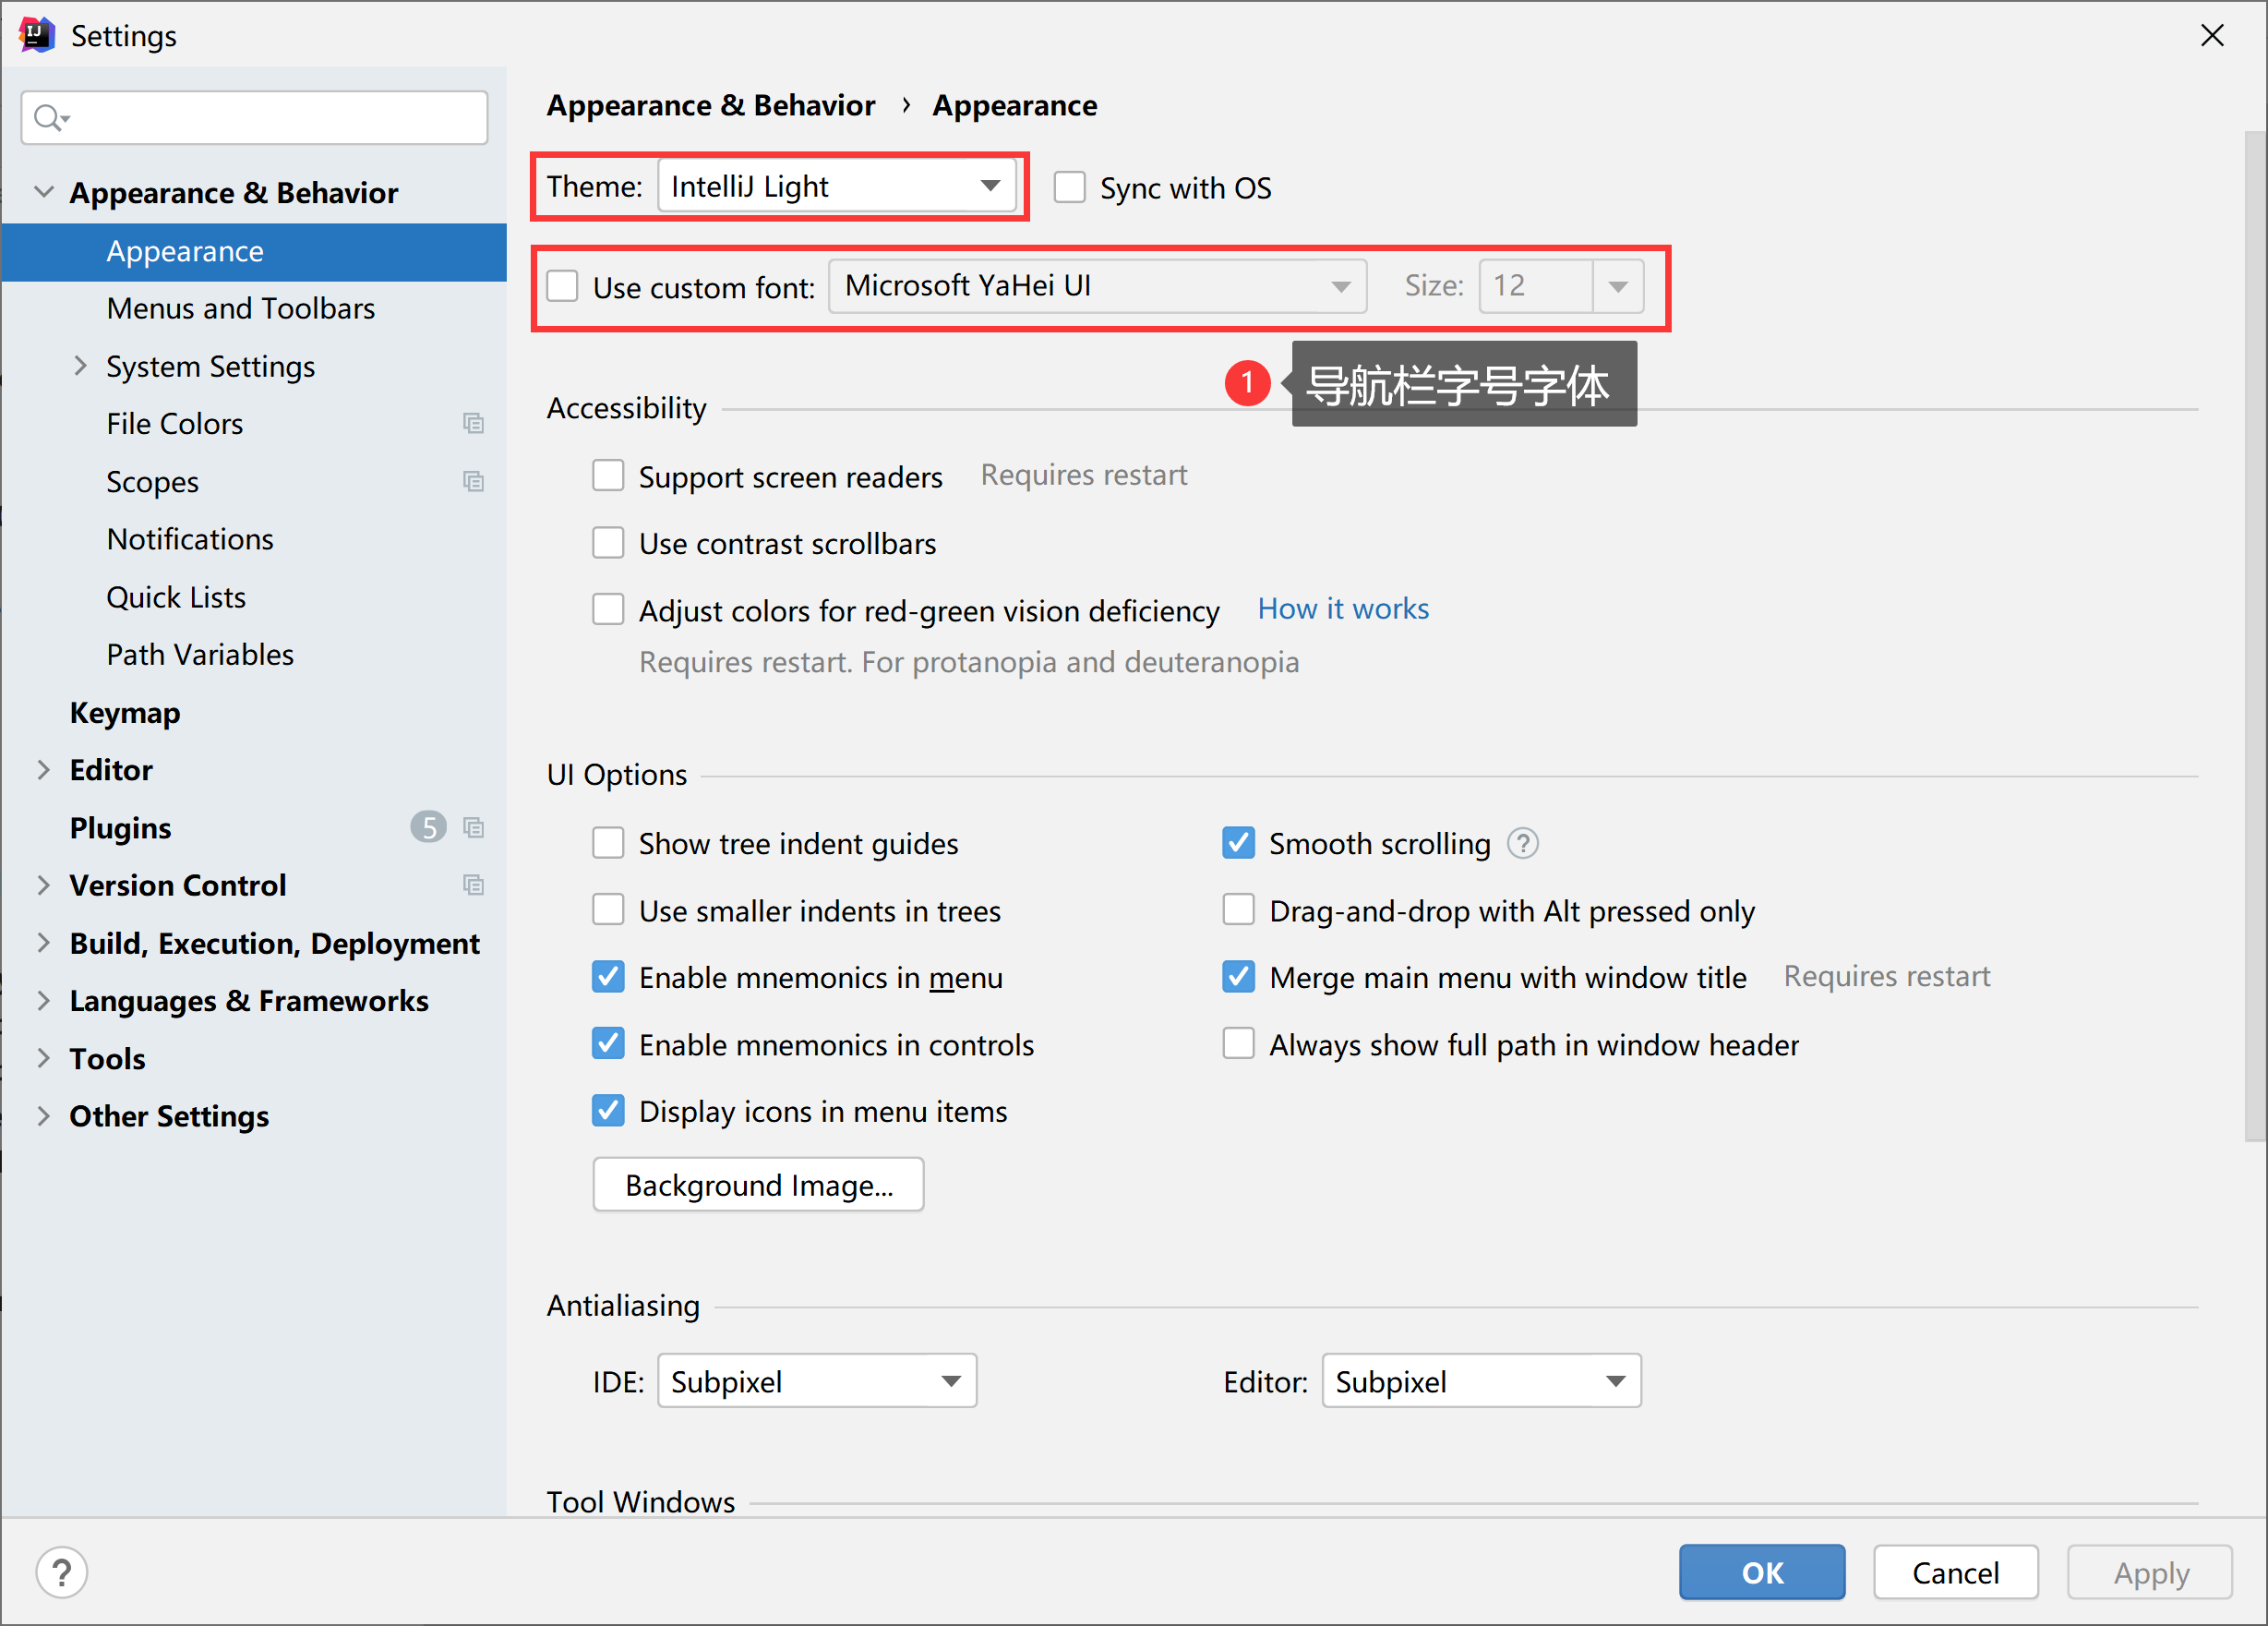 Settings
Appearance & Behavior
Appearance
Menus and Toolbars
System Settings
File Colors
Scopes
Notifications
Quick Lists
Path Variables
Keymap
Editor
Plugins 5
Version Control
Build, Execution, Deployment
Languages & Frameworks
Tools
Other Settings
Appearance & Behavior › Appearance
Theme: IntelliJ Light Sync with OS
Use custom font: Microsoft YaHei UI Size: 12
1 导航栏字号字体
Accessibility
Support screen readers Requires restart
Use contrast scrollbars
Adjust colors for red-green vision deficiency How it works
Requires restart. For protanopia and deuteranopia
UI Options
Show tree indent guides Smooth scrolling ?
Use smaller indents in trees Drag-and-drop with Alt pressed only
Enable mnemonics in menu Merge main menu with window title Requires restart
Enable mnemonics in controls Always show full path in window header
Display icons in menu items
Background Image...
Antialiasing
IDE: Subpixel Editor: Subpixel
Tool Windows
? OK Cancel Apply